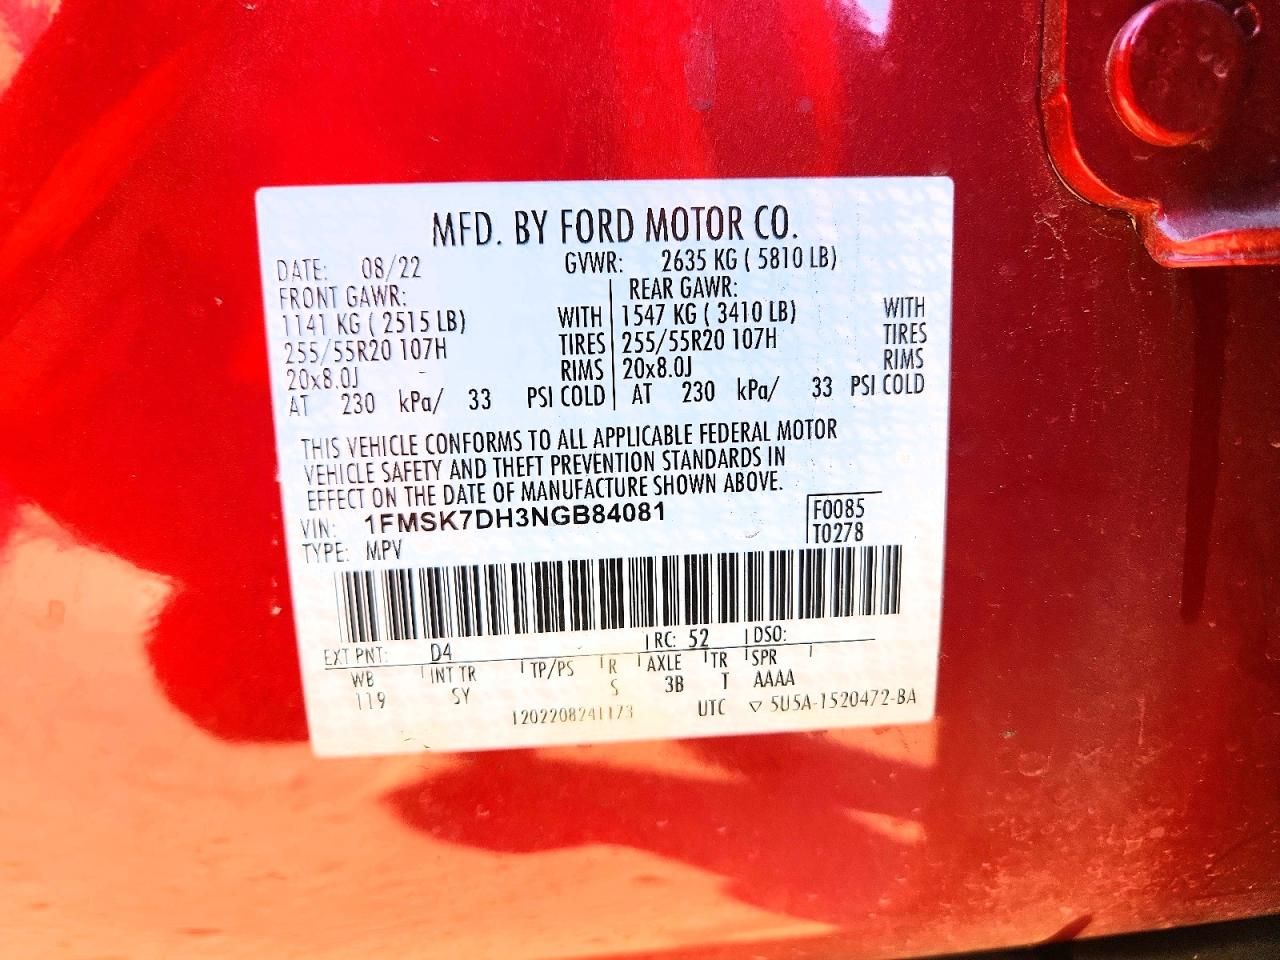 MFD. BY FORD MOTOR CO.
DATE: 08/22 GVWR: 2635 KG ( 5810 LB)
FRONT GAWR: REAR GAWR:
1141 KG ( 2515 LB) WITH 1547 KG ( 3410 LB) WITH
255/55R20 107H TIRES 255/55R20 107H TIRES
20x8.0J RIMS 20x8.0J RIMS
AT 230 kPa/ 33 PSI COLD AT 230 kPa/ 33 PSI COLD
THIS VEHICLE CONFORMS TO ALL APPLICABLE FEDERAL MOTOR
VEHICLE SAFETY AND THEFT PREVENTION STANDARDS IN
EFFECT ON THE DATE OF MANUFACTURE SHOWN ABOVE.
VIN: 1FMSK7DH3NGB84081 F0085
TYPE: MPV T0278
EXT PNT: D4 RC: 52 DSO:
WB INT TR TP/PS R AXLE TR SPR
119 SY S 3B T AAAA
1202208241173 UTC ▽ 5U5A-1520472-BA